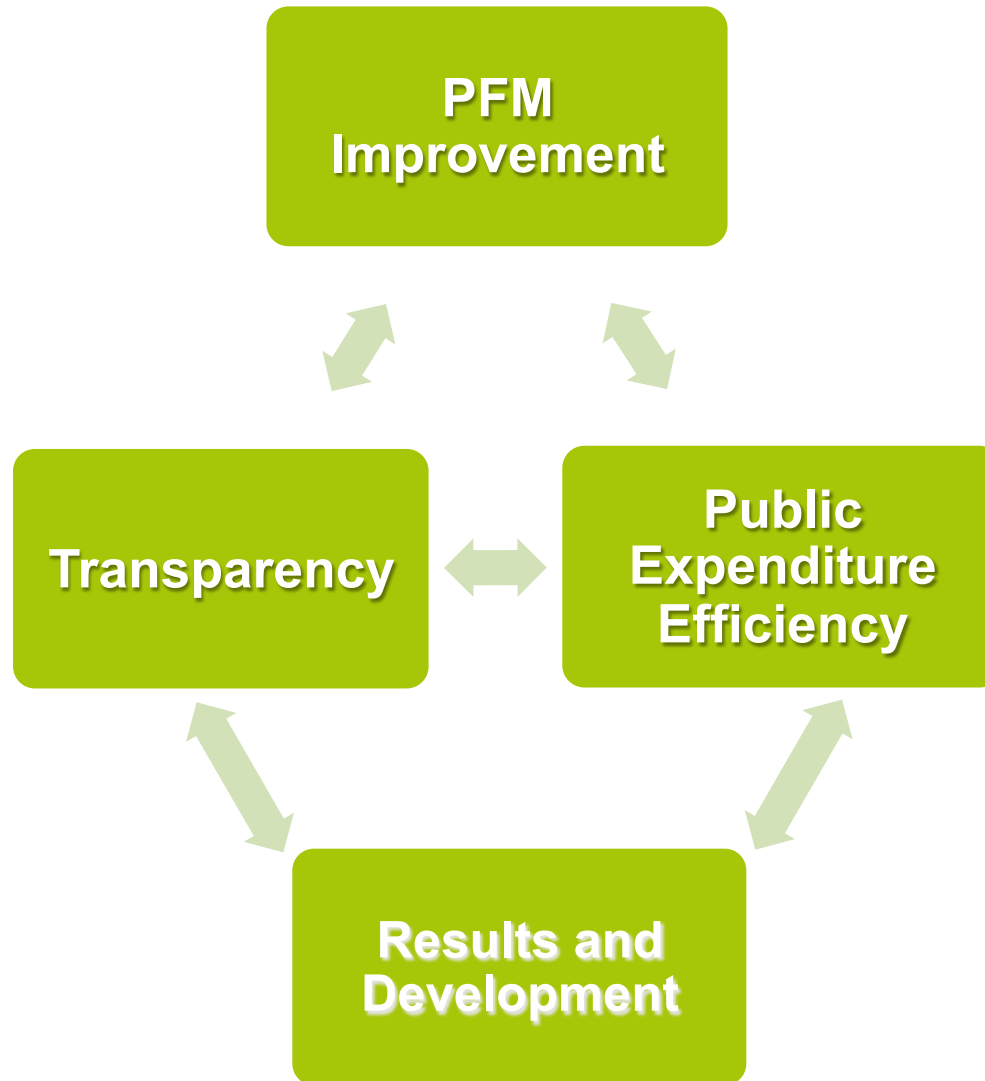 PFM
Improvement
Transparency
Public
Expenditure
Efficiency
Results and
Development